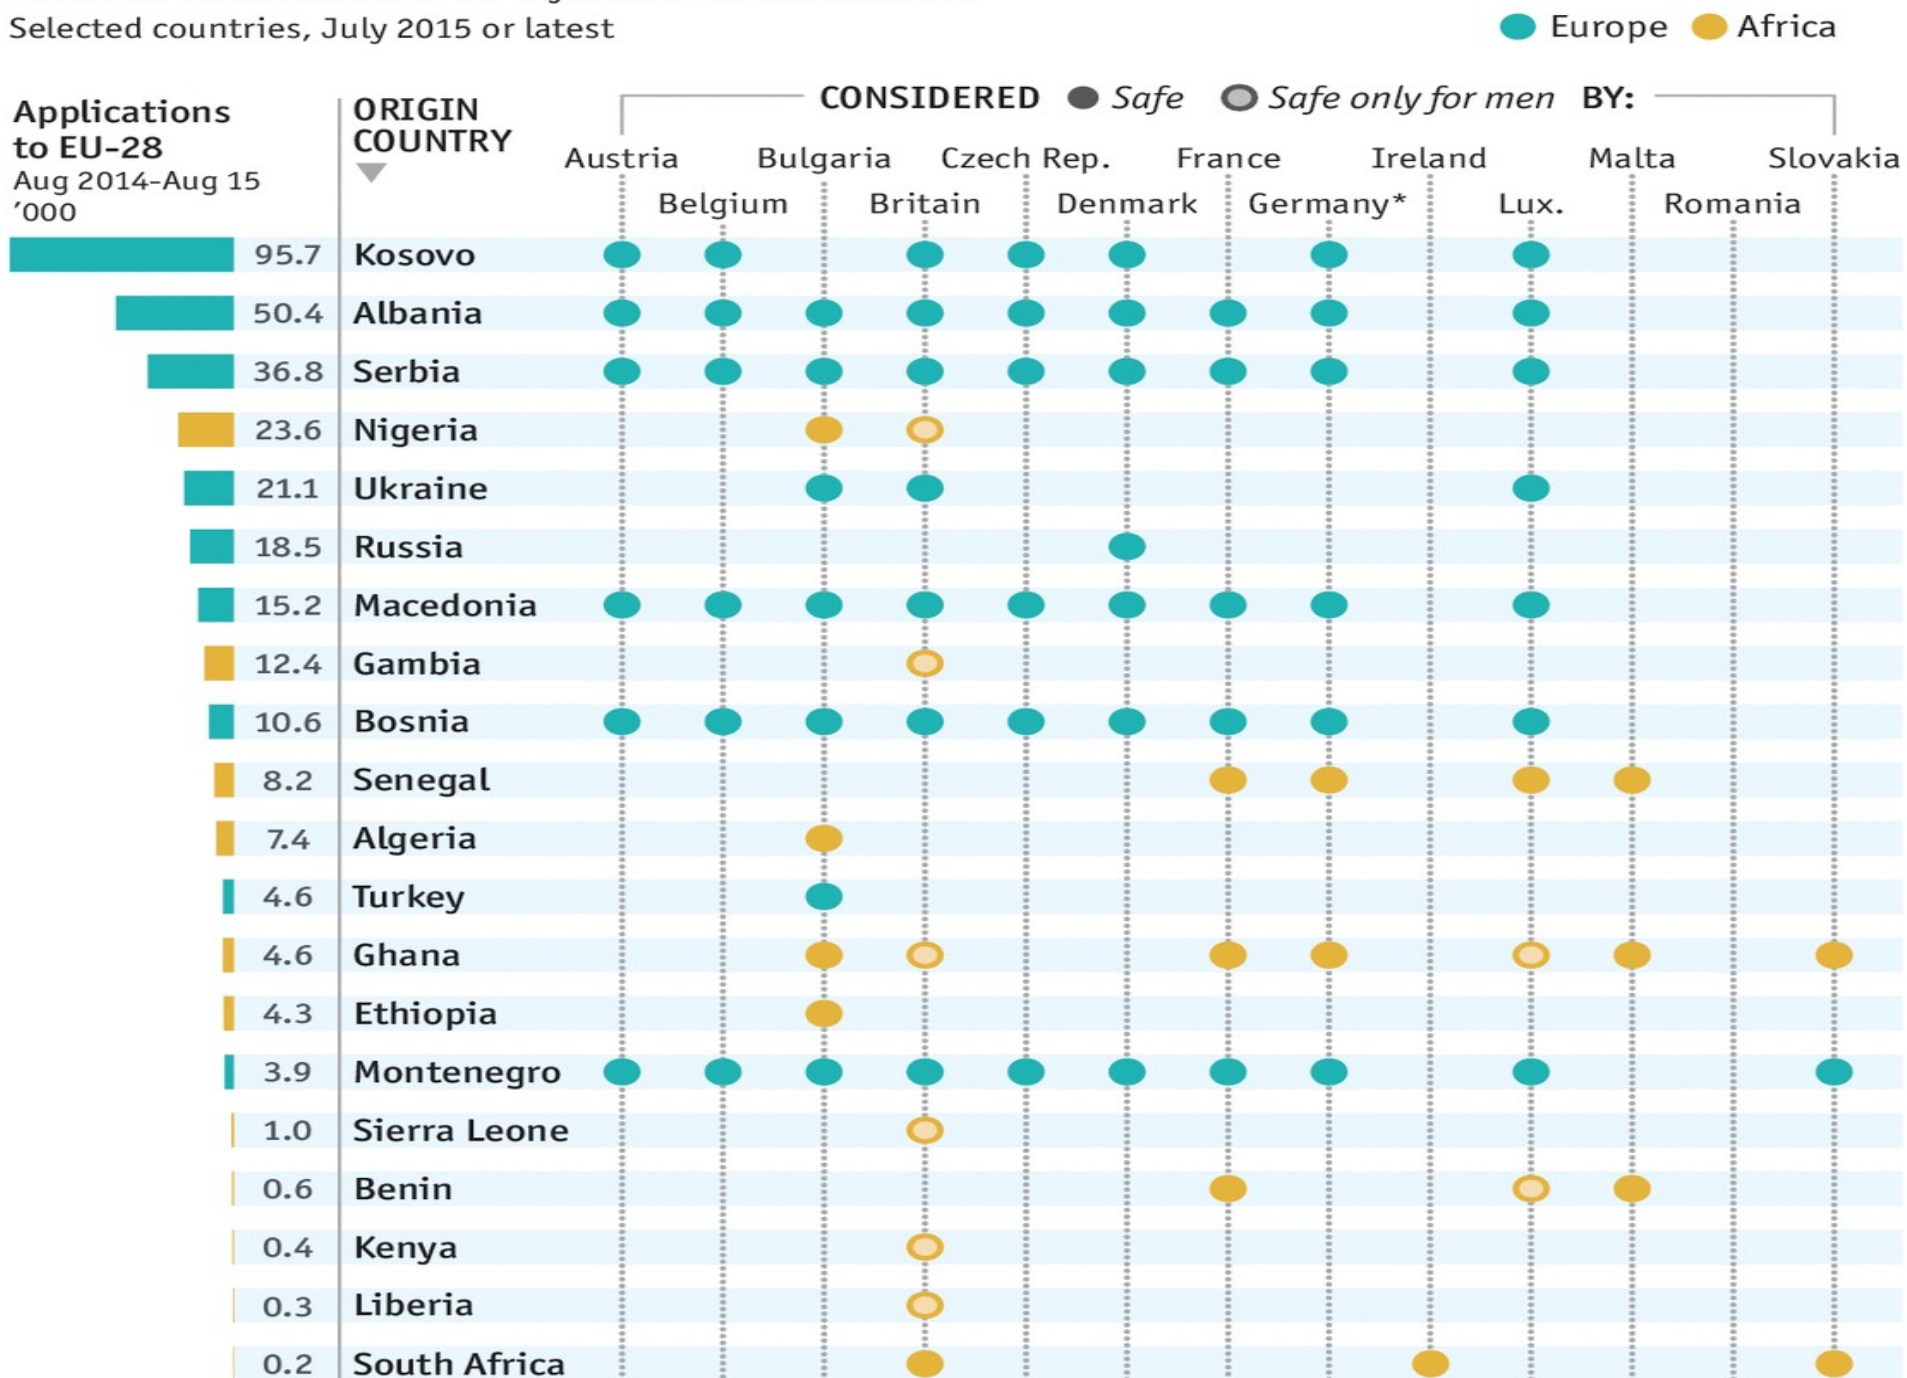 Selected countries, July 2015 or latest
Europe Africa
Applications
to EU-28
Aug 2014-Aug 15
'000
ORIGIN
COUNTRY
CONSIDERED Safe Safe only for men BY:
Austria Bulgaria Czech Rep. France Ireland Malta Slovakia
Belgium Britain Denmark Germany* Lux. Romania
95.7 Kosovo
50.4 Albania
36.8 Serbia
23.6 Nigeria
21.1 Ukraine
18.5 Russia
15.2 Macedonia
12.4 Gambia
10.6 Bosnia
8.2 Senegal
7.4 Algeria
4.6 Turkey
4.6 Ghana
4.3 Ethiopia
3.9 Montenegro
1.0 Sierra Leone
0.6 Benin
0.4 Kenya
0.3 Liberia
0.2 South Africa